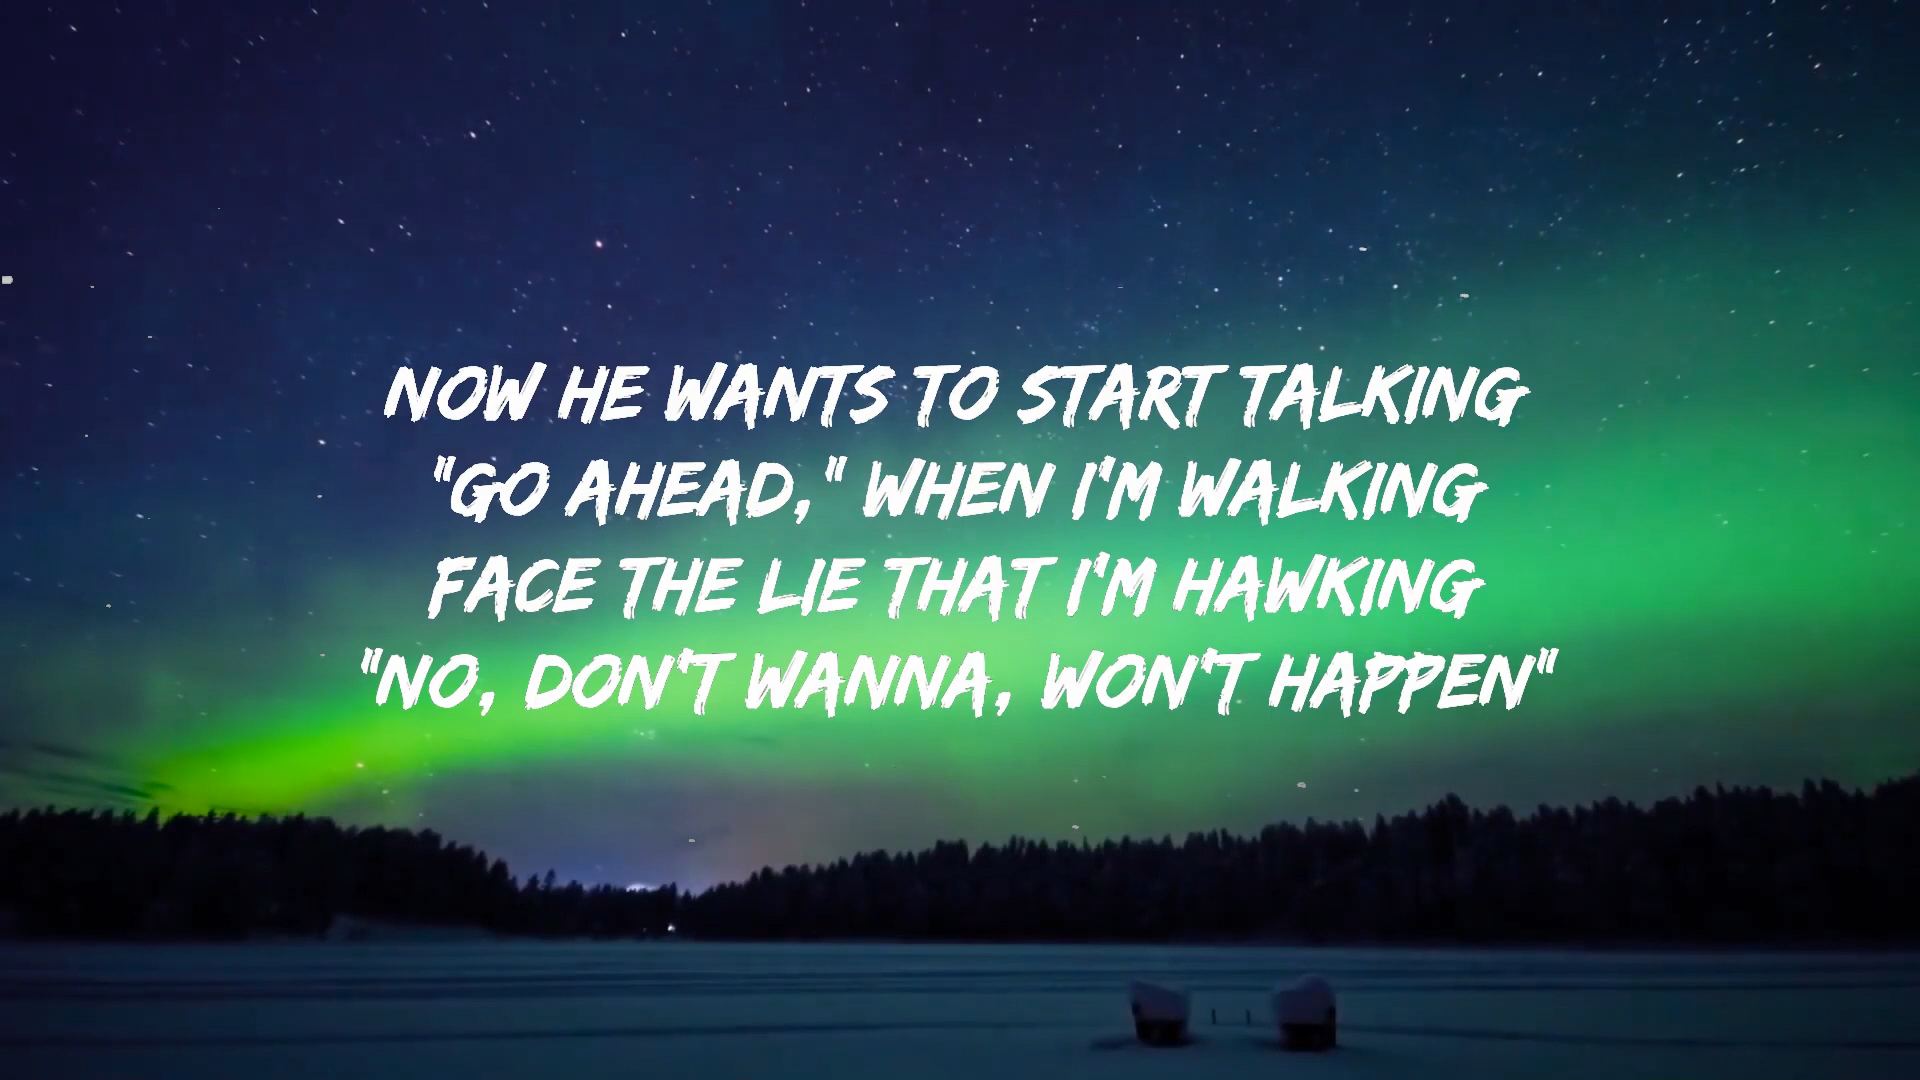 NOW HE WANTS TO START TALKING
"GO AHEAD," WHEN I'M WALKING
FACE THE LIE THAT I'M HAWKING
"NO, DON'T WANNA, WON'T HAPPEN"